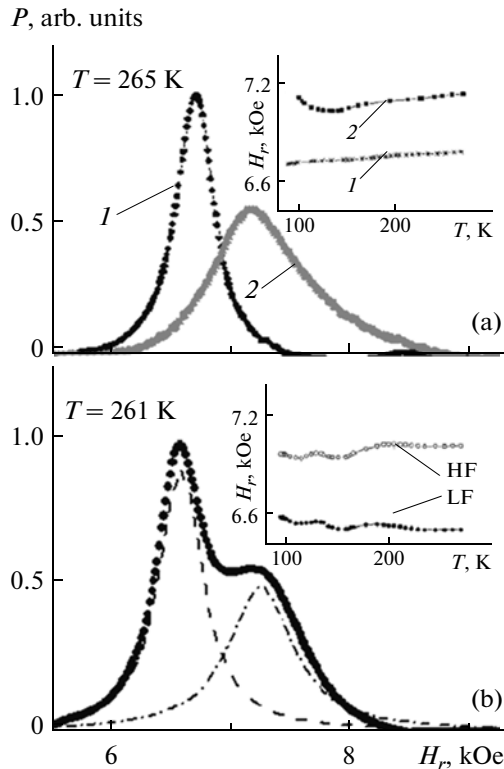 P, arb. units
1.0
T = 265 K
7.2
H_r, kOe
2
6.6
1
100
200
T, K
1
0.5
2
0
(a)
T = 261 K
7.2
1.0
H_r, kOe
HF
LF
6.6
100
200
T, K
0.5
0
(b)
6
8
H_r, kOe